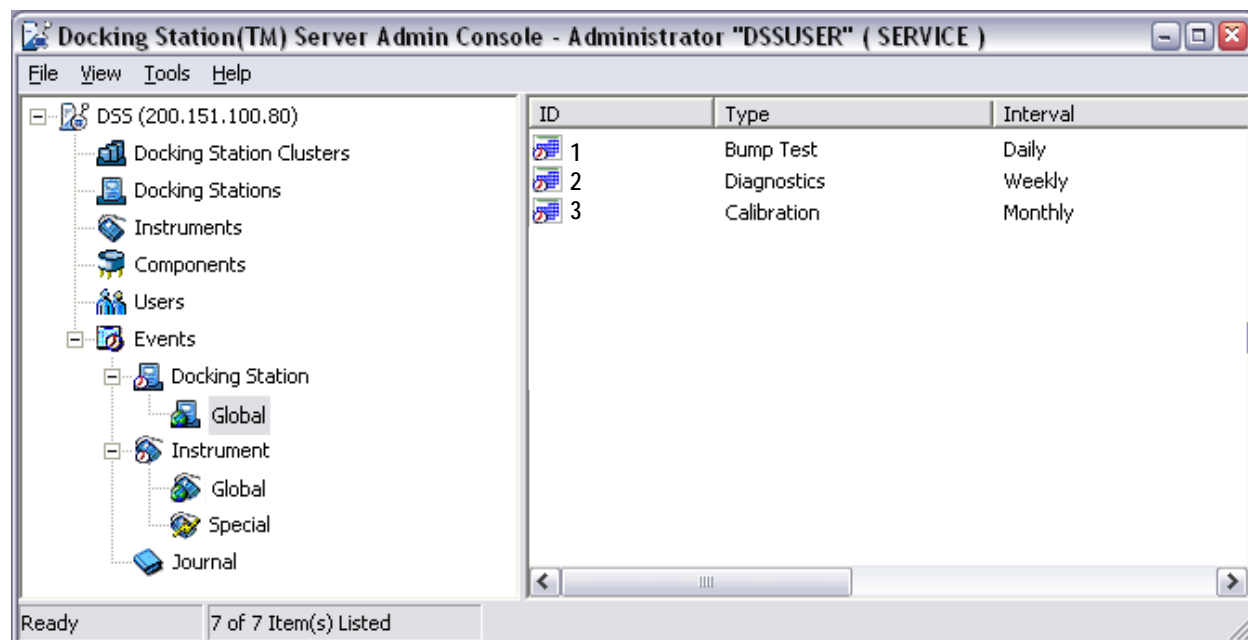 Docking Station(TM) Server Admin Console - Administrator "DSSUSER" ( SERVICE )
File View Tools Help
DSS (200.151.100.80)
Docking Station Clusters
Docking Stations
Instruments
Components
Users
Events
Docking Station
Global
Instrument
Global
Special
Journal
ID Type Interval
1 Bump Test Daily
2 Diagnostics Weekly
3 Calibration Monthly
Ready 7 of 7 Item(s) Listed